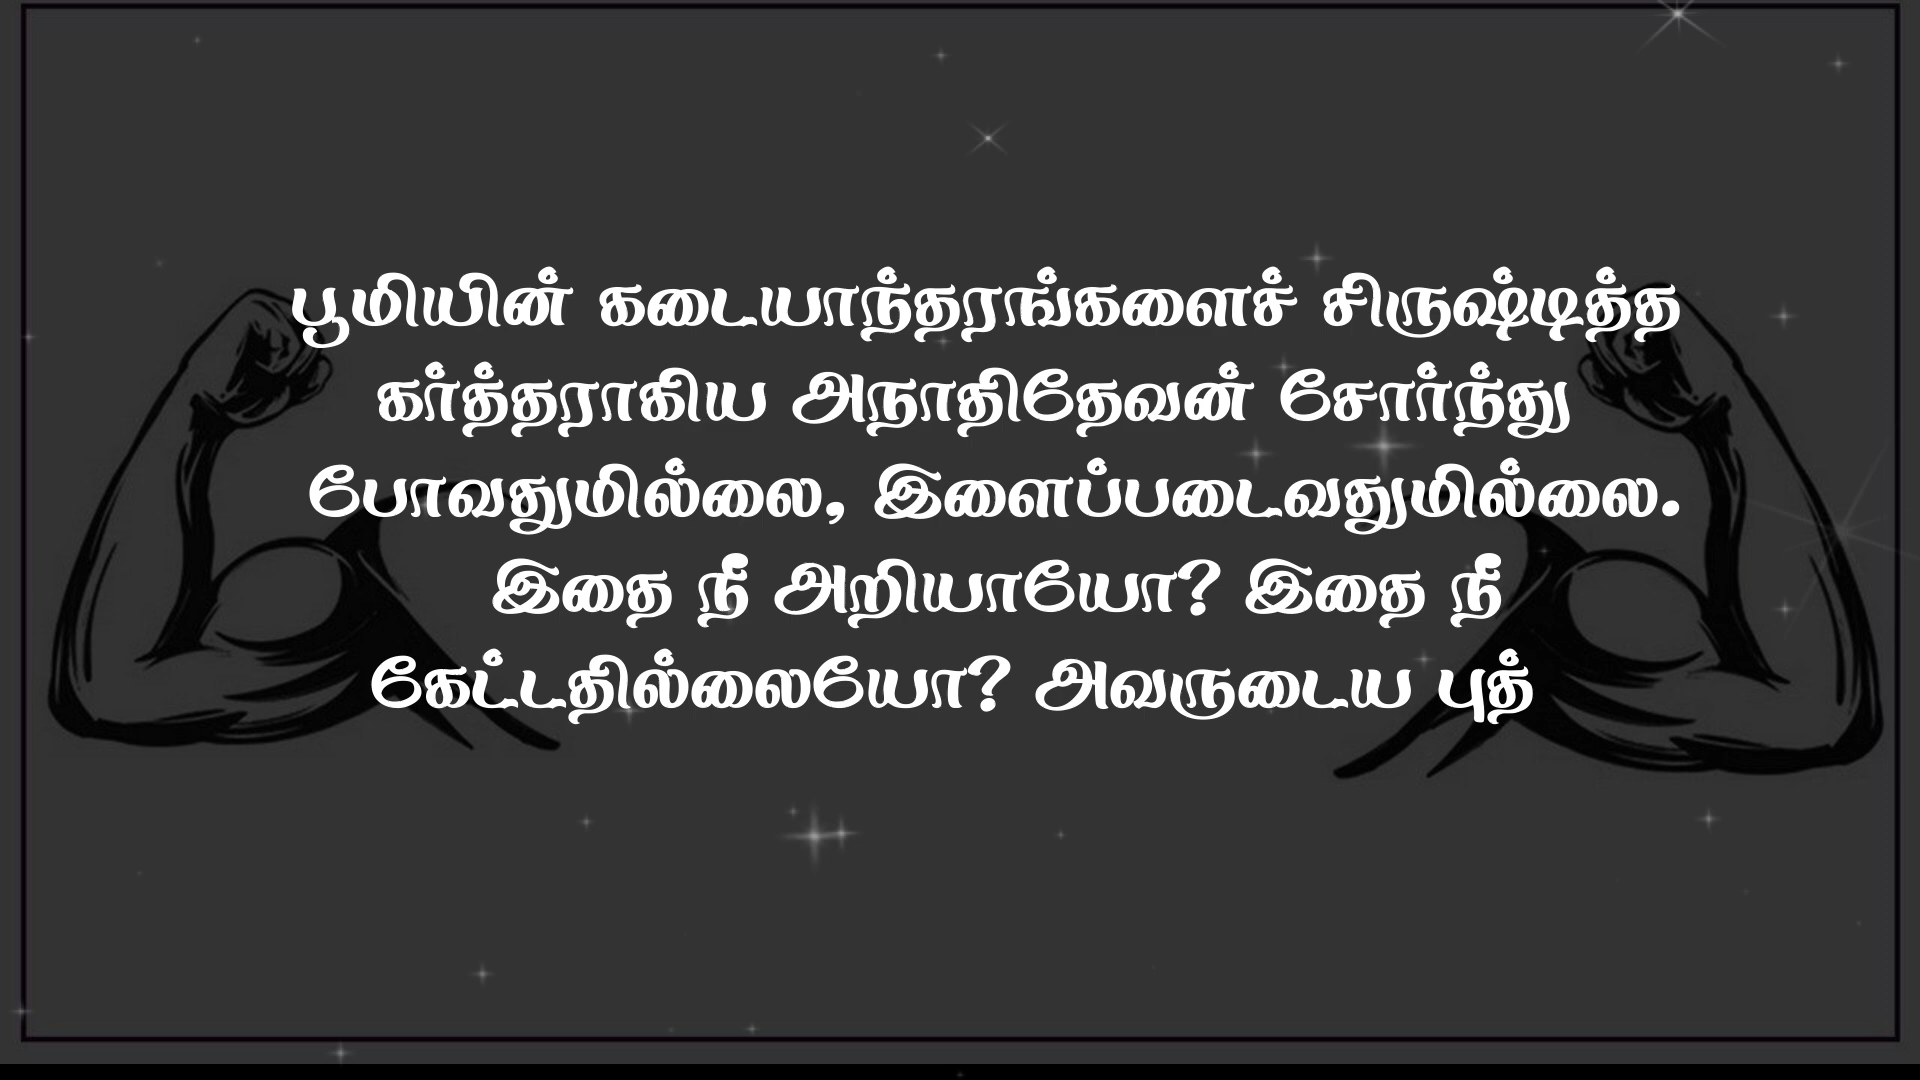 பூமியின் கடையாந்தரங்களைச் சிருஷ்டித்த
கர்த்தராகிய அநாதிதேவன் சோர்ந்து
போவதுமில்லை, இளைப்படைவதுமில்லை.
இதை நீ அறியாயோ? இதை நீ
கேட்டதில்லையோ? அவருடைய புத்